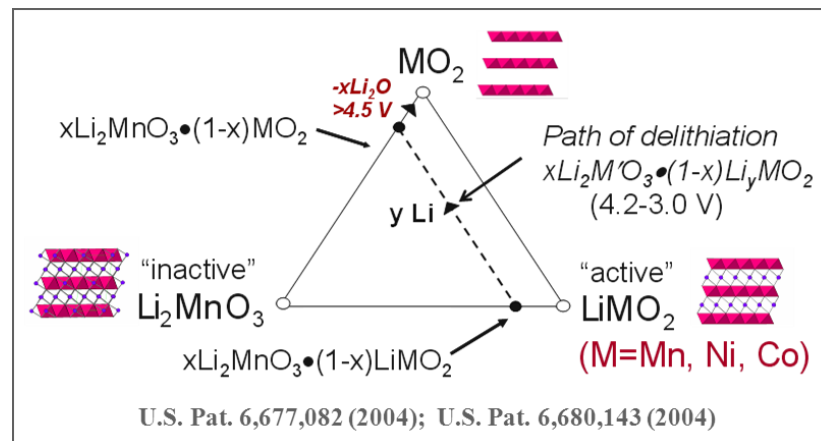 MO₂
-xLi₂O
>4.5 V
xLi₂MnO₃•(1-x)MO₂
Path of delithiation
xLi₂M'O₃•(1-x)LiyMO₂
(4.2-3.0 V)
y Li
"inactive"
Li₂MnO₃
"active"
LiMO₂
xLi₂MnO₃•(1-x)LiMO₂
(M=Mn, Ni, Co)
U.S. Pat. 6,677,082 (2004); U.S. Pat. 6,680,143 (2004)